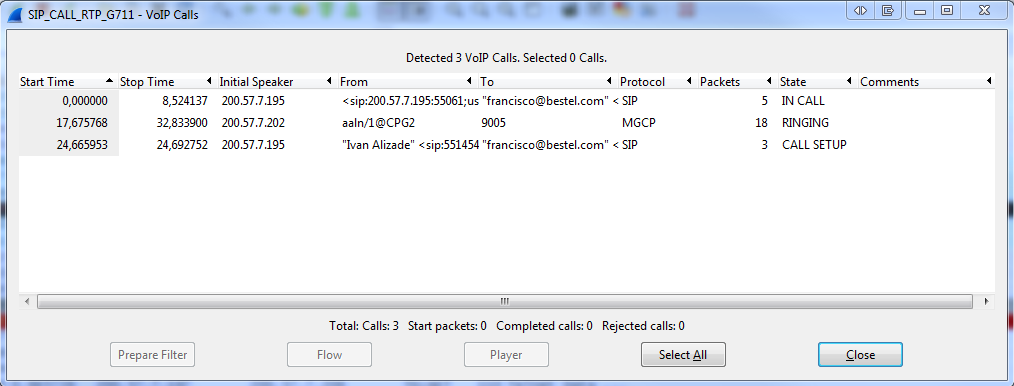 SIP_CALL_RTP_G711 - VoIP Calls
Detected 3 VoIP Calls. Selected 0 Calls.
Start Time Stop Time Initial Speaker From To Protocol Packets State Comments
0,000000 8,524137 200.57.7.195 <sip:200.57.7.195:55061;us "francisco@bestel.com" < SIP 5 IN CALL
17,675768 32,833900 200.57.7.202 aaln/1@CPG2 9005 MGCP 18 RINGING
24,665953 24,692752 200.57.7.195 "Ivan Alizade" <sip:551454 "francisco@bestel.com" < SIP 3 CALL SETUP
Total: Calls: 3 Start packets: 0 Completed calls: 0 Rejected calls: 0
Prepare Filter Flow Player Select All Close